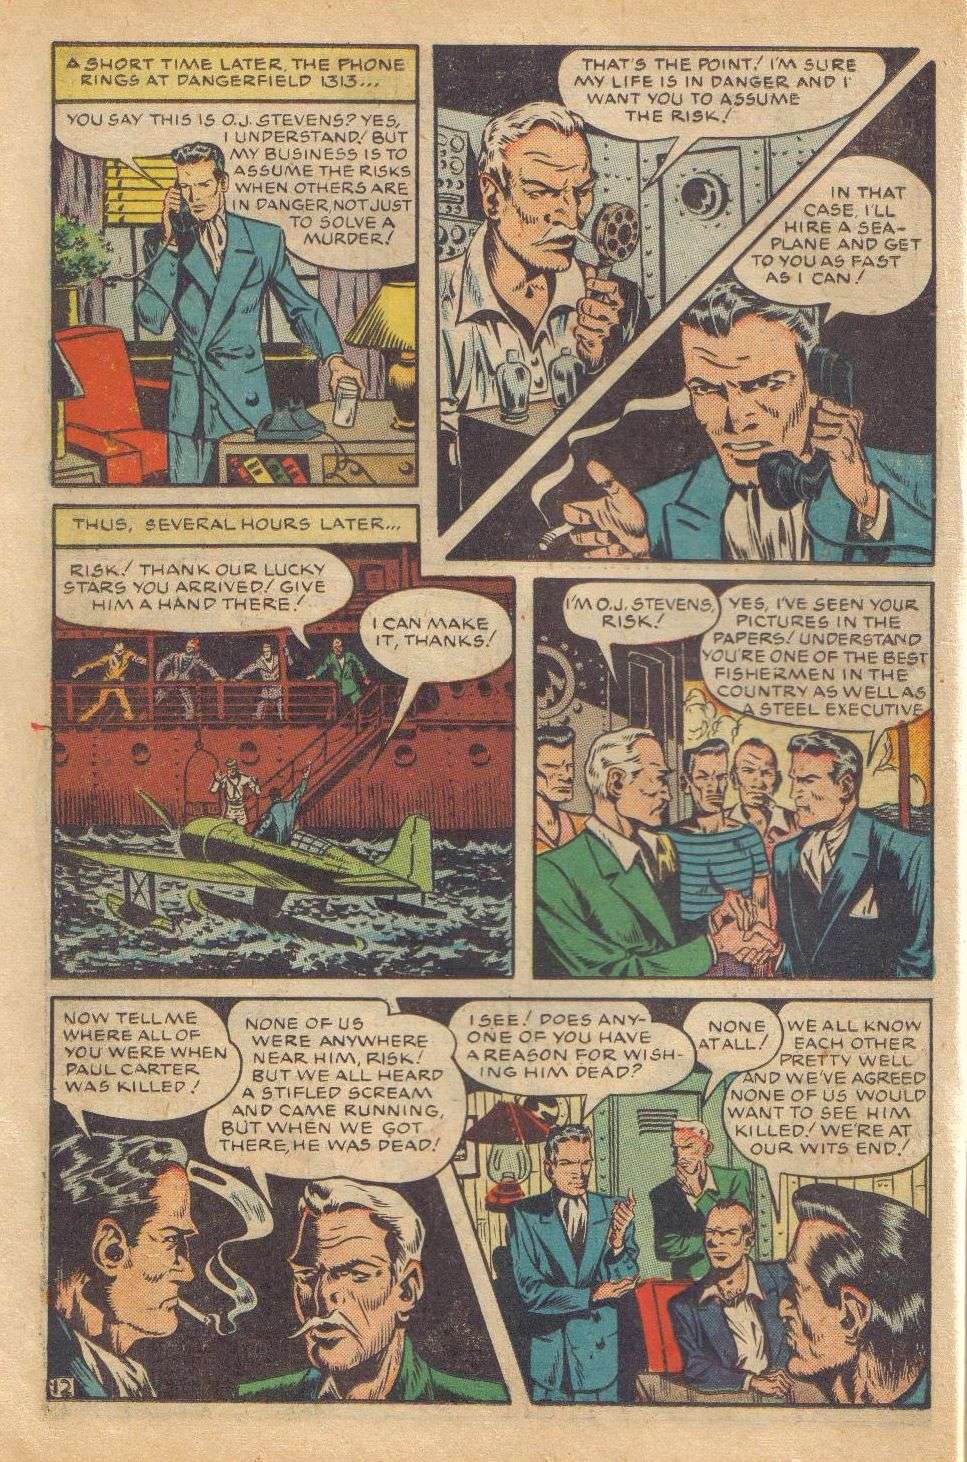 A SHORT TIME LATER, THE PHONE
RINGS AT DANGERFIELD 1313...
YOU SAY THIS IS O.J. STEVENS? YES,
I UNDERSTAND! BUT
MY BUSINESS IS TO
ASSUME THE RISKS
WHEN OTHERS ARE
IN DANGER, NOT JUST
TO SOLVE A
MURDER!
THAT'S THE POINT! I'M SURE
MY LIFE IS IN DANGER AND I
WANT YOU TO ASSUME
THE RISK!
IN THAT
CASE, I'LL
HIRE A SEA-
PLANE AND GET
TO YOU AS FAST
AS I CAN!
THUS, SEVERAL HOURS LATER...
RISK! THANK OUR LUCKY
STARS YOU ARRIVED! GIVE
HIM A HAND THERE!
I CAN MAKE
IT, THANKS!
I'M O.J. STEVENS,
RISK!
YES, I'VE SEEN YOUR
PICTURES IN THE
PAPERS! UNDERSTAND
YOU'RE ONE OF THE BEST
FISHERMEN IN THE
COUNTRY AS WELL AS
A STEEL EXECUTIVE
NOW TELL ME
WHERE ALL OF
YOU WERE WHEN
PAUL CARTER
WAS KILLED!
NONE OF US
WERE ANYWHERE
NEAR HIM, RISK!
BUT WE ALL HEARD
A STIFLED SCREAM
AND CAME RUNNING,
BUT WHEN WE GOT
THERE, HE WAS DEAD!
I SEE! DOES ANY-
ONE OF YOU HAVE
A REASON FOR WISH-
ING HIM DEAD?
NONE
AT ALL!
WE ALL KNOW
EACH OTHER
PRETTY WELL
AND WE'VE AGREED
NONE OF US WOULD
WANT TO SEE HIM
KILLED! WE'RE AT
OUR WITS END!
12